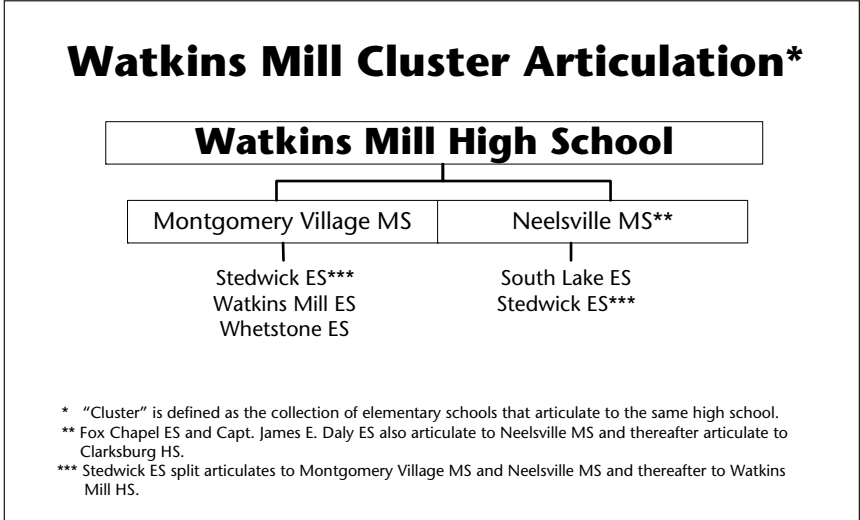 Watkins Mill Cluster Articulation*
Watkins Mill High School
Montgomery Village MS
Neelsville MS**
Stedwick ES***
Watkins Mill ES
Whetstone ES
South Lake ES
Stedwick ES***
* “Cluster” is defined as the collection of elementary schools that articulate to the same high school.
** Fox Chapel ES and Capt. James E. Daly ES also articulate to Neelsville MS and thereafter articulate to
Clarksburg HS.
*** Stedwick ES split articulates to Montgomery Village MS and Neelsville MS and thereafter to Watkins
Mill HS.